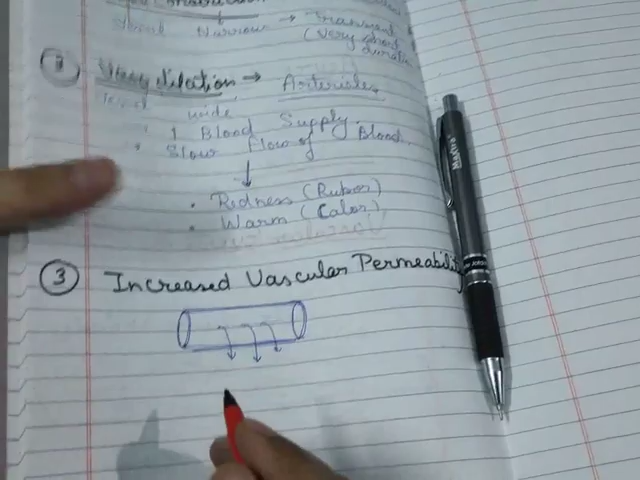 Narrow → Transient
(Very short
duration
Vasodilation → Arterioles
wide
↑ Blood Supply.
Slow Flow of Blood.
↓
• Redness (Rubor)
• Warm (Calor)
③ Increased Vascular Permeability